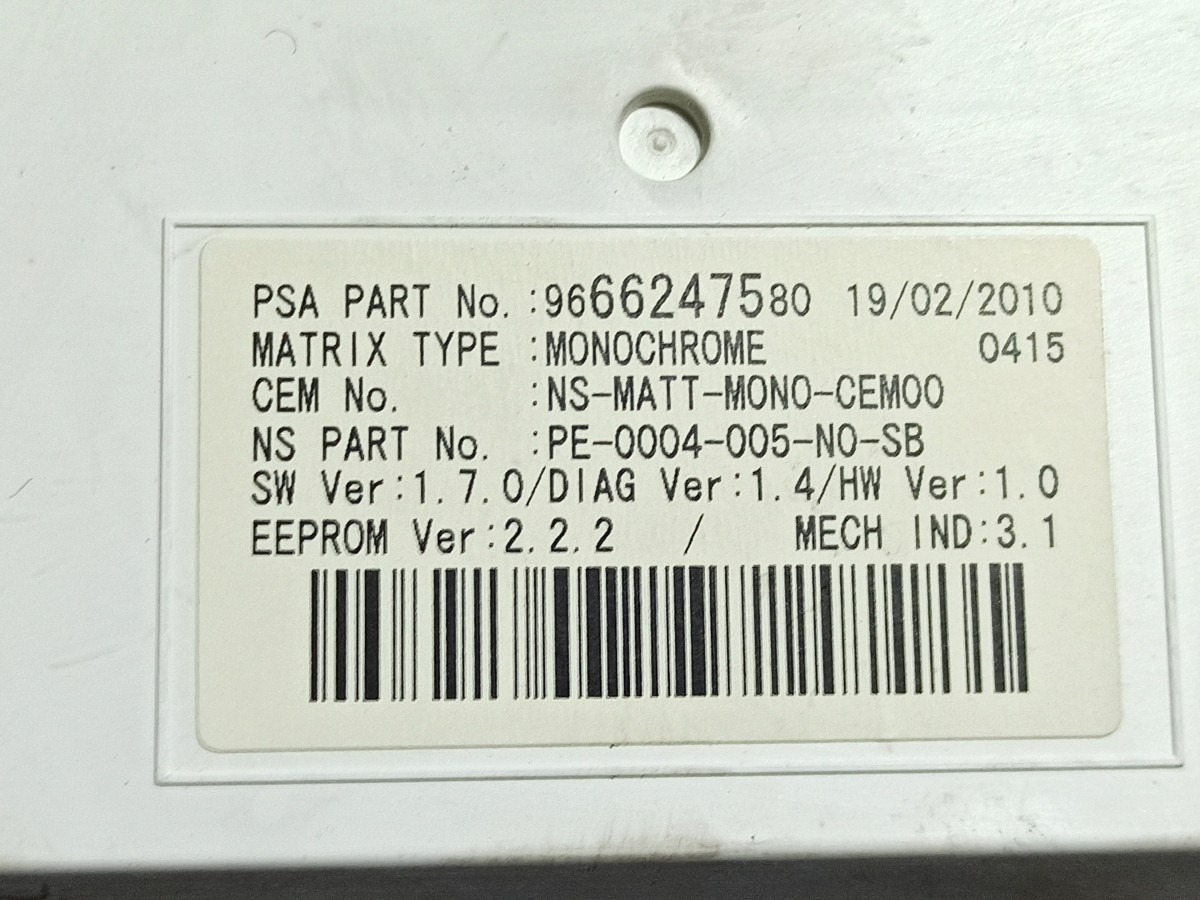 PSA PART No. :9666247580 19/02/2010
MATRIX TYPE :MONOCHROME 0415
CEM No. :NS-MATT-MONO-CEM00
NS PART No. :PE-0004-005-NO-SB
SW Ver:1.7.0/DIAG Ver:1.4/HW Ver:1.0
EEPROM Ver:2.2.2 / MECH IND:3.1